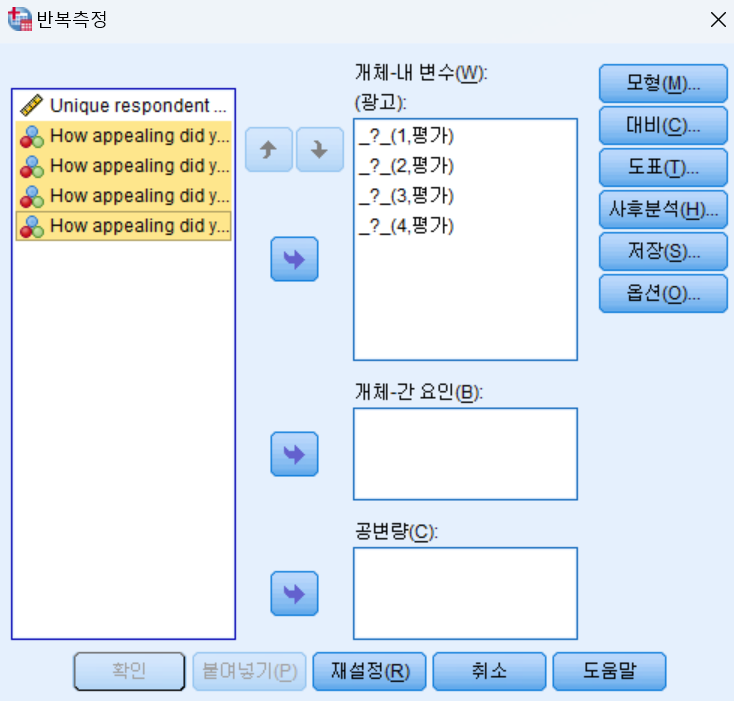 반복측정
Unique respondent ...
How appealing did y...
How appealing did y...
How appealing did y...
How appealing did y...
개체-내 변수(W):
(광고):
_?_(1,평가)
_?_(2,평가)
_?_(3,평가)
_?_(4,평가)
개체-간 요인(B):
공변량(C):
모형(M)...
대비(C)...
도표(T)...
사후분석(H)...
저장(S)...
옵션(O)...
확인
붙여넣기(P)
재설정(R)
취소
도움말